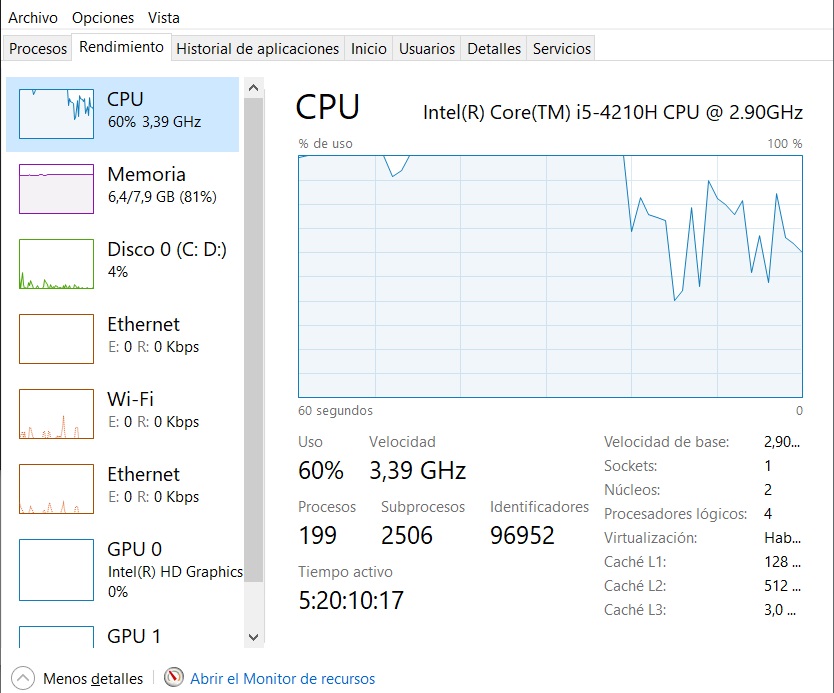 Archivo Opciones Vista
Procesos Rendimiento Historial de aplicaciones Inicio Usuarios Detalles Servicios
CPU
60% 3,39 GHz
Memoria
6,4/7,9 GB (81%)
Disco 0 (C: D:)
4%
Ethernet
E: 0 R: 0 Kbps
Wi-Fi
E: 0 R: 0 Kbps
Ethernet
E: 0 R: 0 Kbps
GPU 0
Intel(R) HD Graphics
0%
GPU 1
CPU Intel(R) Core(TM) i5-4210H CPU @ 2.90GHz
% de uso 100 %
60 segundos 0
Uso Velocidad
60% 3,39 GHz
Procesos Subprocesos Identificadores
199 2506 96952
Tiempo activo
5:20:10:17
Velocidad de base: 2,90...
Sockets: 1
Núcleos: 2
Procesadores lógicos: 4
Virtualización: Hab...
Caché L1: 128 ...
Caché L2: 512 ...
Caché L3: 3,0 ...
Menos detalles Abrir el Monitor de recursos